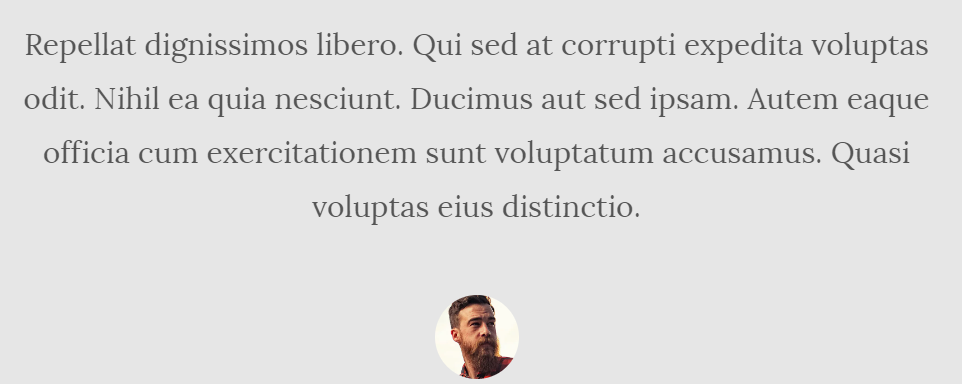 Repellat dignissimos libero. Qui sed at corrupti expedita voluptas
odit. Nihil ea quia nesciunt. Ducimus aut sed ipsam. Autem eaque
officia cum exercitationem sunt voluptatum accusamus. Quasi
voluptas eius distinctio.